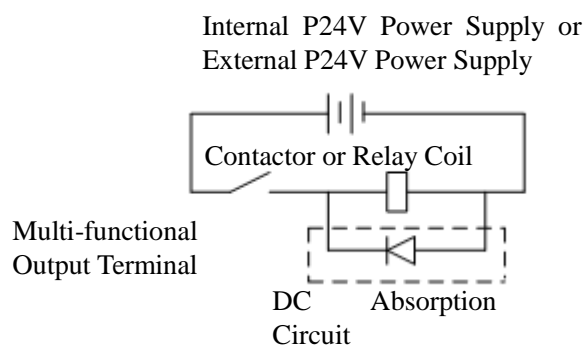 Internal P24V Power Supply or
External P24V Power Supply
Contactor or Relay Coil
Multi-functional
Output Terminal
DC Absorption
Circuit